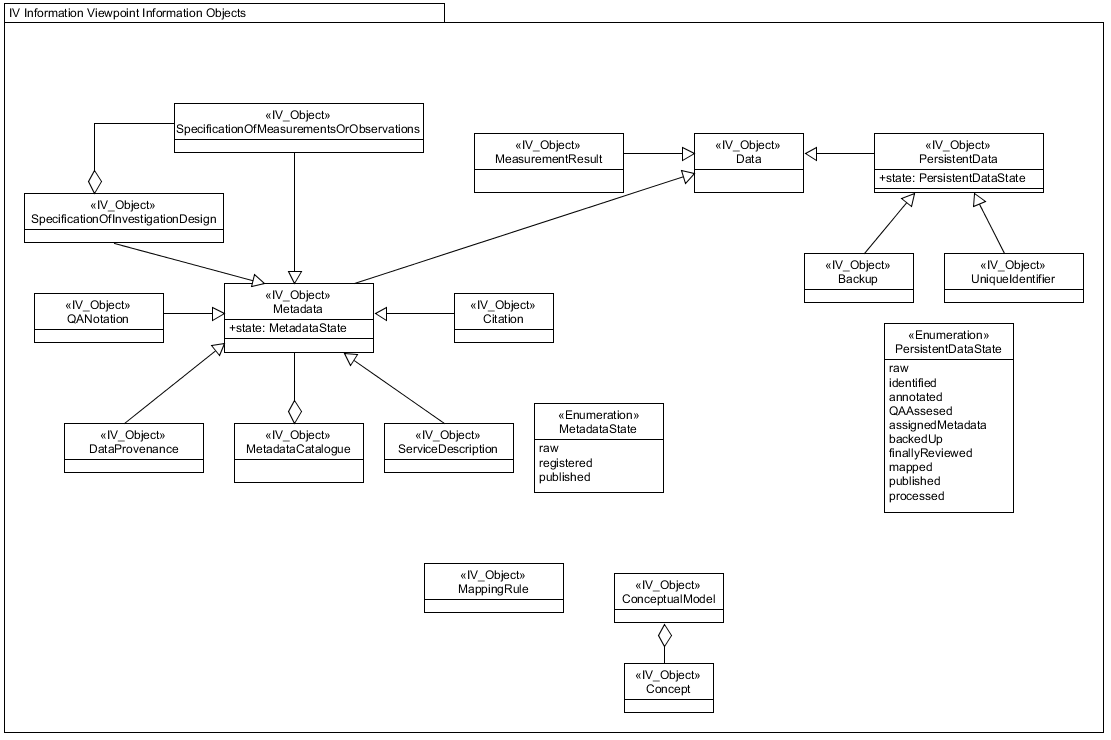 IV Information Viewpoint Information Objects
«IV_Object»
SpecificationOfMeasurementsOrObservations
«IV_Object»
MeasurementResult
«IV_Object»
Data
«IV_Object»
PersistentData
+state: PersistentDataState
«IV_Object»
SpecificationOfInvestigationDesign
«IV_Object»
Backup
«IV_Object»
UniqueIdentifier
«IV_Object»
QANotation
«IV_Object»
Metadata
+state: MetadataState
«IV_Object»
Citation
«Enumeration»
PersistentDataState
raw
identified
annotated
QAAssesed
assignedMetadata
backedUp
finallyReviewed
mapped
published
processed
«IV_Object»
DataProvenance
«IV_Object»
MetadataCatalogue
«IV_Object»
ServiceDescription
«Enumeration»
MetadataState
raw
registered
published
«IV_Object»
MappingRule
«IV_Object»
ConceptualModel
«IV_Object»
Concept